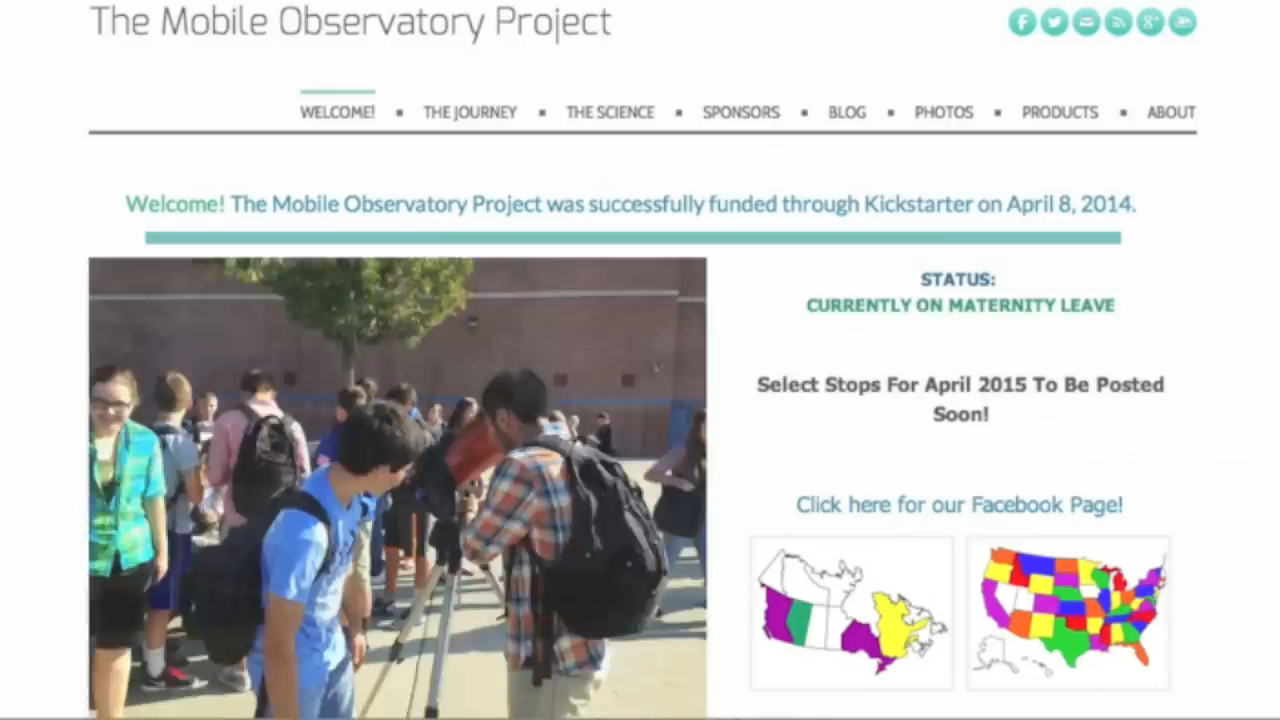 The Mobile Observatory Project
WELCOME! ▪ THE JOURNEY ▪ THE SCIENCE ▪ SPONSORS ▪ BLOG ▪ PHOTOS ▪ PRODUCTS ▪ ABOUT
Welcome! The Mobile Observatory Project was successfully funded through Kickstarter on April 8, 2014.
STATUS:
CURRENTLY ON MATERNITY LEAVE
Select Stops For April 2015 To Be Posted
Soon!
Click here for our Facebook Page!